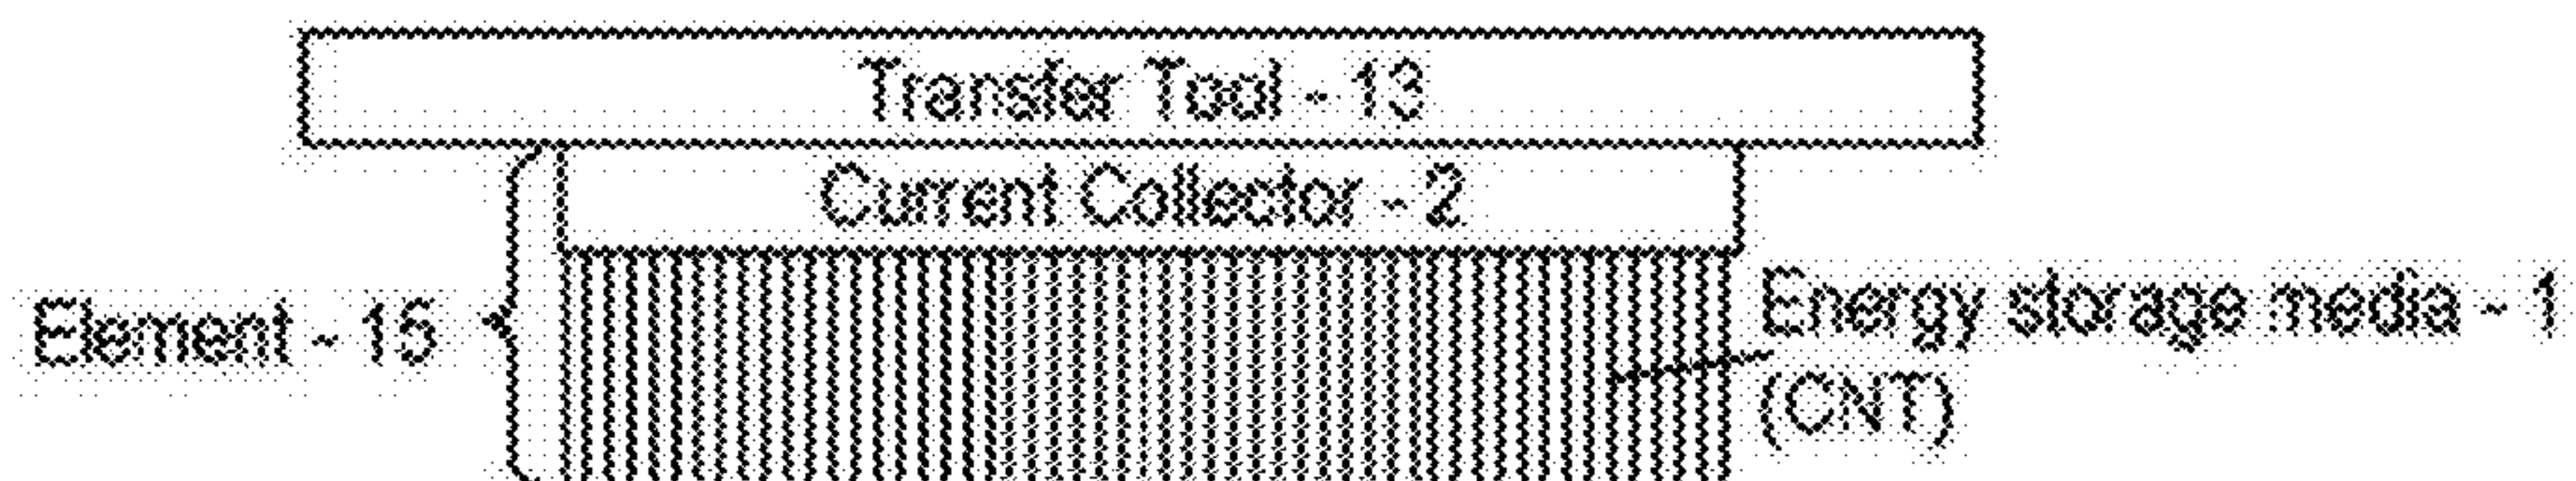 Transfer Tool - 13
Current Collector - 2
Element - 15
Energy storage media - 1
(CNT)